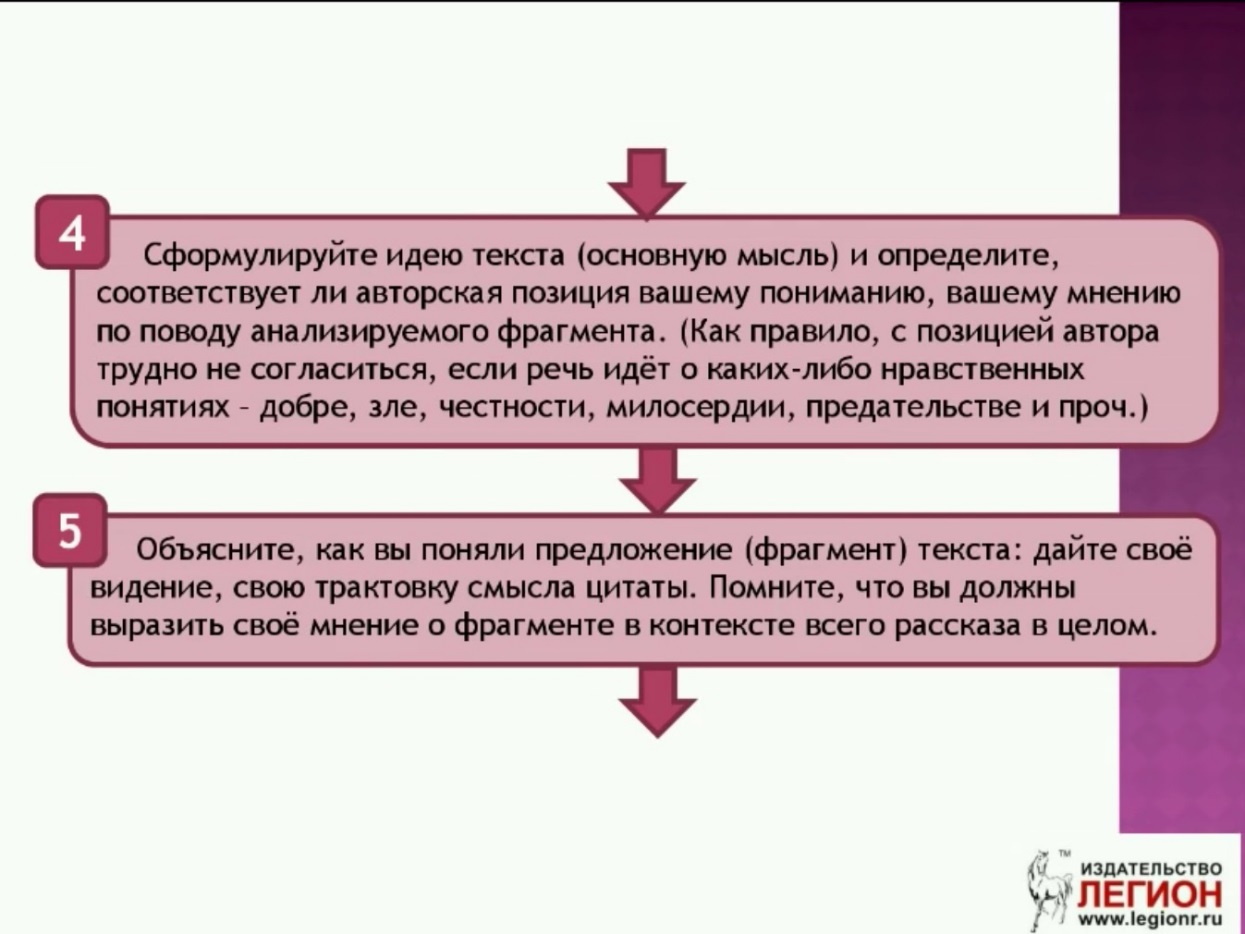 4
Сформулируйте идею текста (основную мысль) и определите,
соответствует ли авторская позиция вашему пониманию, вашему мнению
по поводу анализируемого фрагмента. (Как правило, с позицией автора
трудно не согласиться, если речь идёт о каких-либо нравственных
понятиях – добре, зле, честности, милосердии, предательстве и проч.)
5
Объясните, как вы поняли предложение (фрагмент) текста: дайте своё
видение, свою трактовку смысла цитаты. Помните, что вы должны
выразить своё мнение о фрагменте в контексте всего рассказа в целом.
TM
ИЗДАТЕЛЬСТВО
ЛЕГИОН
www.legionr.ru